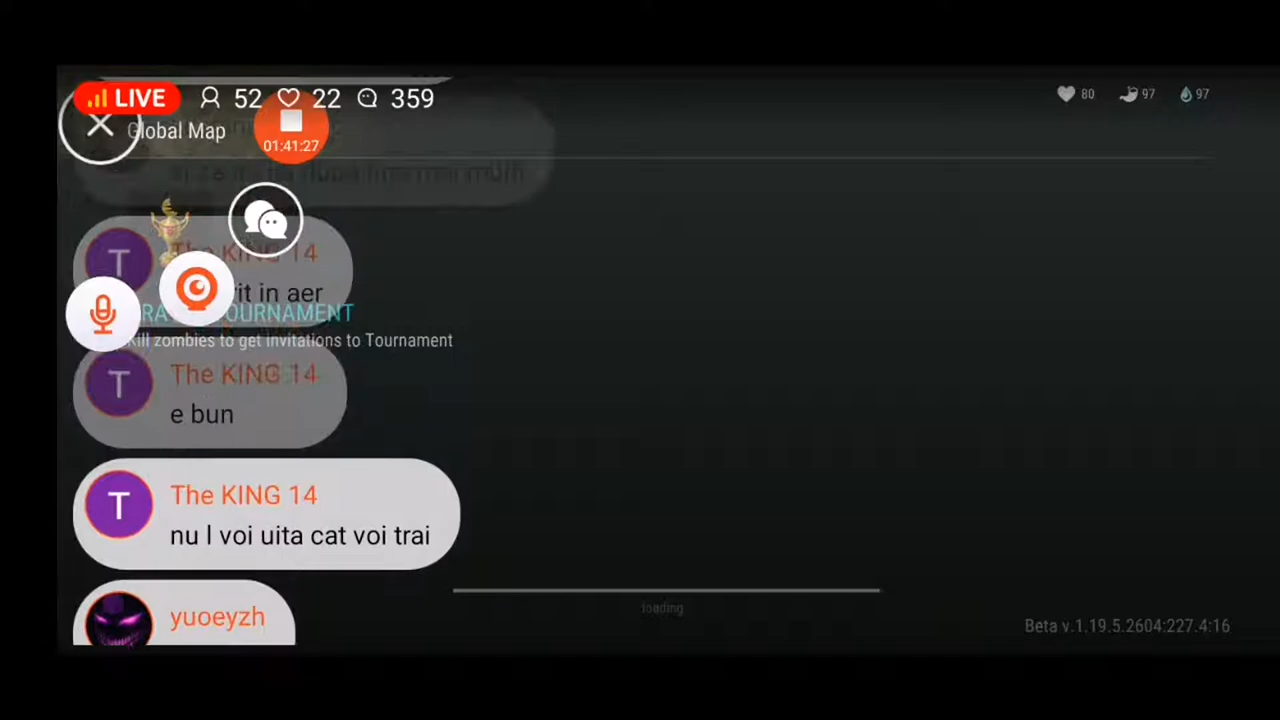 LIVE 52 22 359
80 97 97
Global Map
01:41:27
The KING 14
in aer
TOURNAMENT
Kill zombies to get invitations to Tournament
T
The KING 14
e bun
T
The KING 14
nu l voi uita cat voi trai
T
yuoeyzh
loading
Beta v.1.19.5.2604:227.4:16